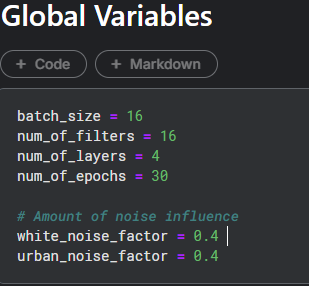 Global Variables
+ Code + Markdown
batch_size = 16
num_of_filters = 16
num_of_layers = 4
num_of_epochs = 30
# Amount of noise influence
white_noise_factor = 0.4
urban_noise_factor = 0.4